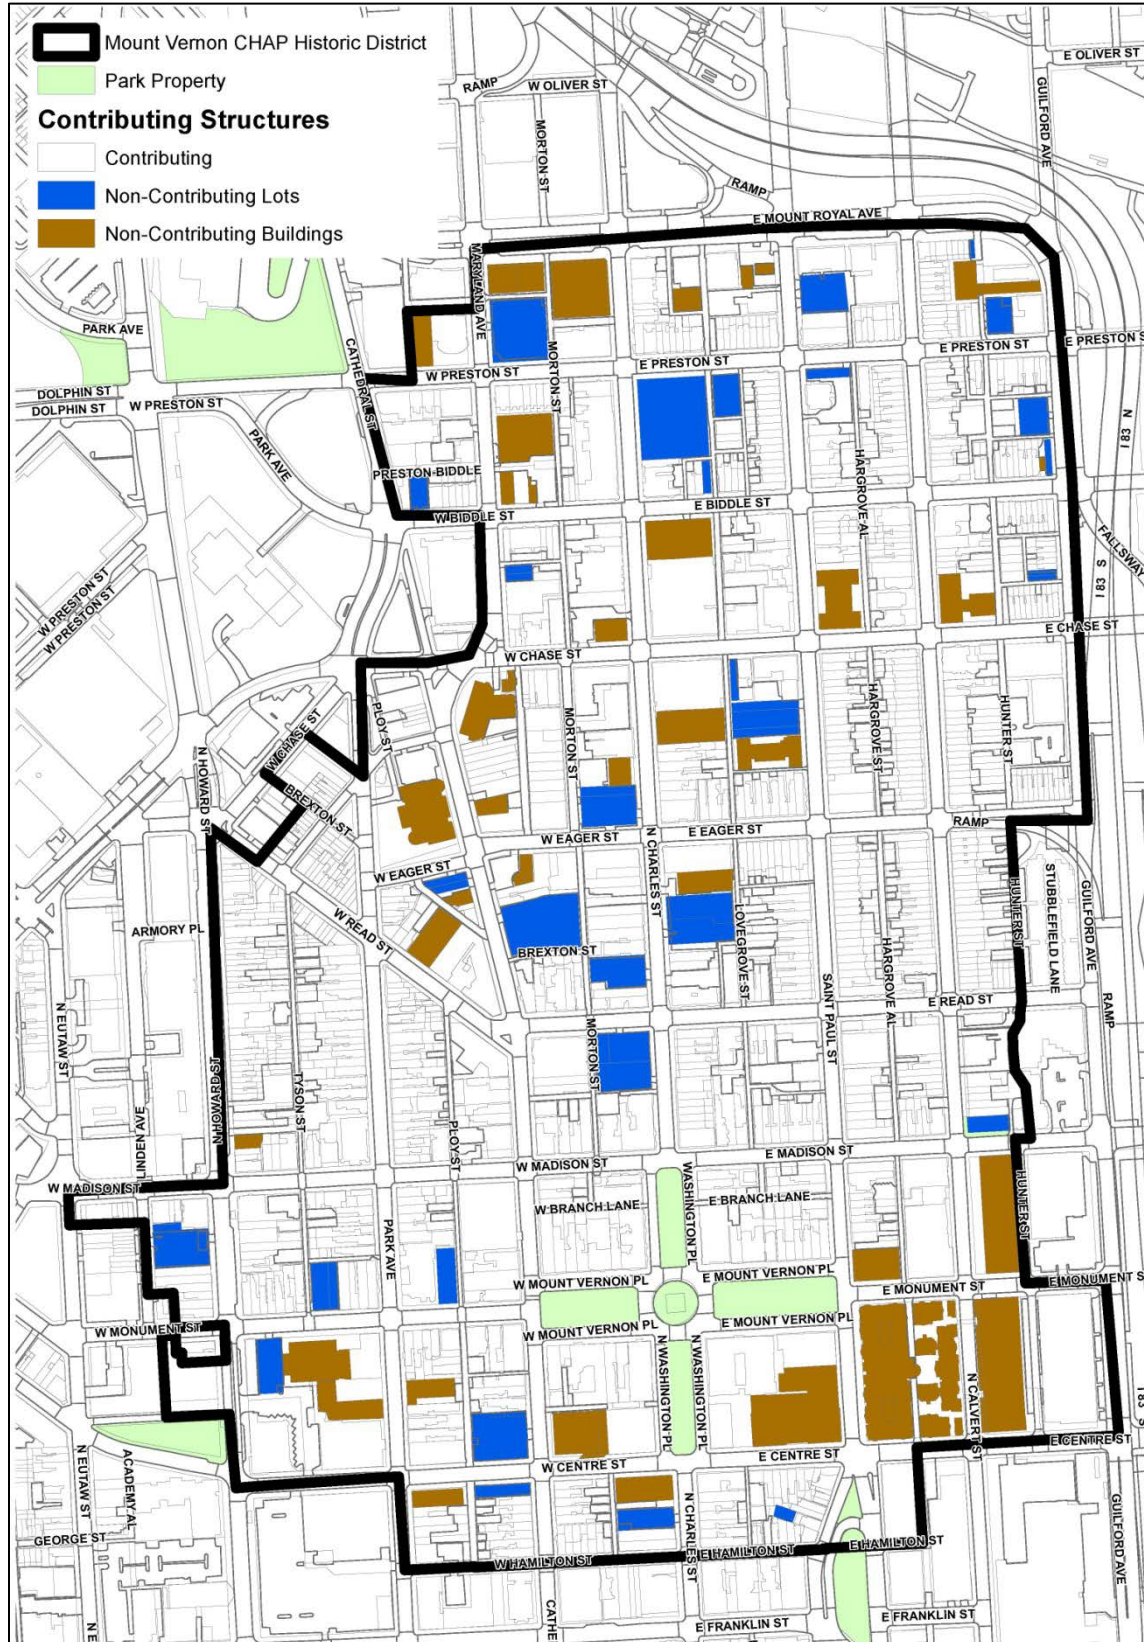 Mount Vernon CHAP Historic District
Park Property
Contributing Structures
Contributing
Non-Contributing Lots
Non-Contributing Buildings
E OLIVER ST
RAMP
W OLIVER ST
GUILFORD AVE
MORTON ST
RAMP
E MOUNT ROYAL AVE
MARYLAND AVE
PARK AVE
CATHEDRAL ST
MORTON ST
E PRESTON ST
E PRESTON ST
E PRESTON S
W PRESTON ST
DOLPHIN ST
DOLPHIN ST
W PRESTON ST
PARK AVE
I 83 N
PRESTON-BIDDLE
HARGROVE AL
W BIDDLE ST
E BIDDLE ST
FALLSWAY
W PRESTON ST
W PRESTON ST
I 83 S
E CHASE ST
W CHASE ST
PLOY ST
W CHASE ST
MORTON ST
HARGROVE ST
HUNTER ST
N HOWARD ST
BREXTON ST
W EAGER ST
E EAGER ST
RAMP
N CHARLES ST
W EAGER ST
W READ ST
LOVEGROVE ST
HUNTER ST
STUBBLEFIELD LANE
GUILFORD AVE
ARMORY PL
BREXTON ST
HARGROVE AL
SAINT PAUL ST
E READ ST
RAMP
N EUTAW ST
MORTON ST
N HOWARD ST
TYSON ST
LINDEN AVE
PLOY ST
E MADISON ST
W MADISON ST
W MADISON ST
WASHINGTON PL
W BRANCH LANE
E BRANCH LANE
HUNTER ST
PARK AVE
W MOUNT VERNON PL
E MOUNT VERNON PL
E MONUMENT ST
E MONUMENT S
W MONUMENT ST
W MOUNT VERNON PL
E MOUNT VERNON PL
N WASHINGTON PL
N WASHINGTON PL
N CALVERT ST
I 83 S
N EUTAW ST
ACADEMY AL
W CENTRE ST
E CENTRE ST
E CENTRE ST
N CHARLES ST
GUILFORD AVE
GEORGE ST
W HAMILTON ST
E HAMILTON ST
E HAMILTON ST
N E
CATHE
E FRANKLIN ST
E FRANKLIN ST